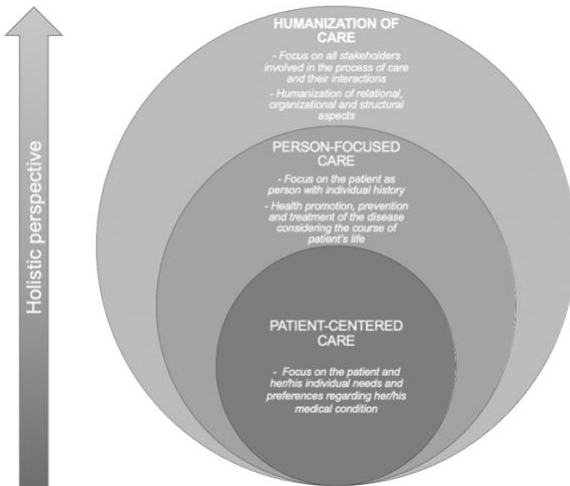 HUMANIZATION OF
CARE
- Focus on all stakeholders
involved in the process of care
and their interactions
- Humanization of relational,
organizational and structural
aspects
PERSON-FOCUSED
CARE
- Focus on the patient as
person with individual history
- Health promotion, prevention
and treatment of the disease
considering the course of
patient's life
PATIENT-CENTERED
CARE
- Focus on the patient and
her/his individual needs and
preferences regarding her/his
medical condition
Holistic perspective